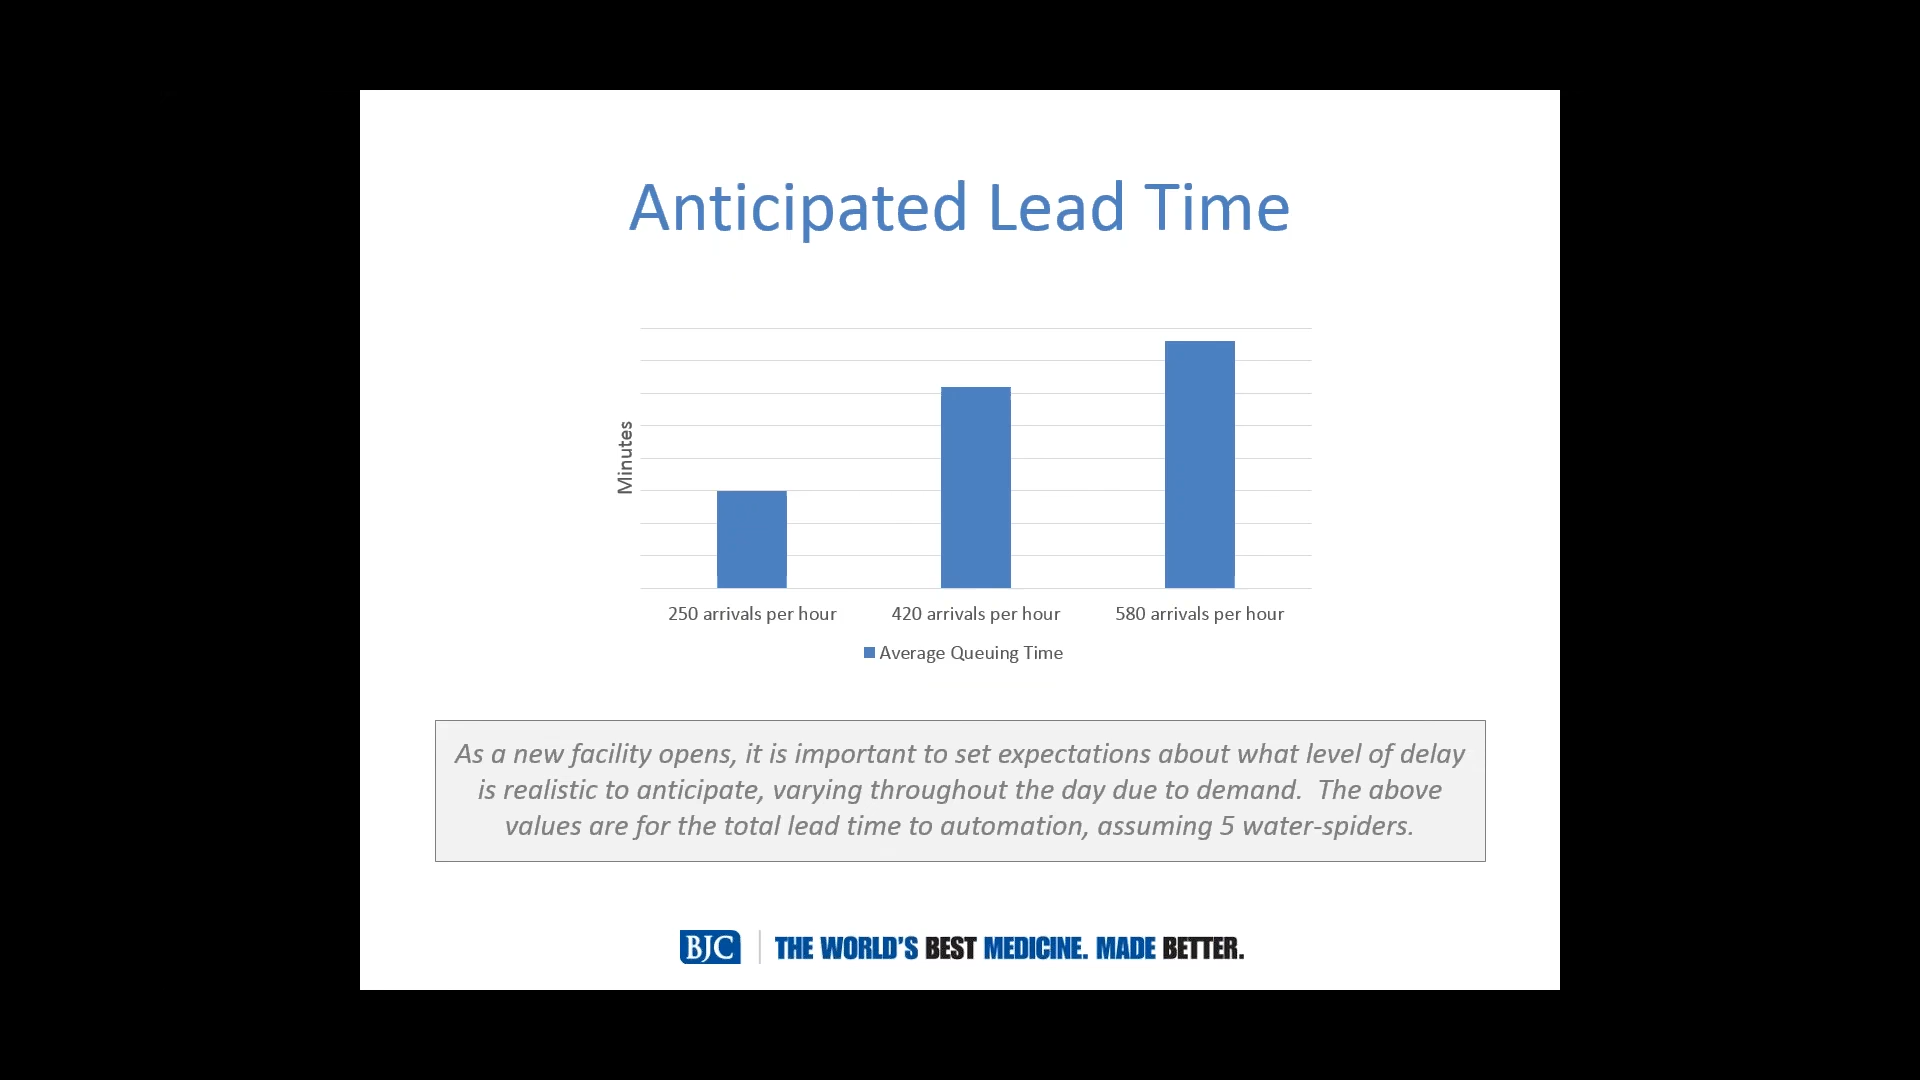 Anticipated Lead Time
Minutes
250 arrivals per hour
420 arrivals per hour
580 arrivals per hour
Average Queuing Time
As a new facility opens, it is important to set expectations about what level of delay
is realistic to anticipate, varying throughout the day due to demand.  The above
values are for the total lead time to automation, assuming 5 water-spiders.
BJC
THE WORLD'S BEST MEDICINE. MADE BETTER.